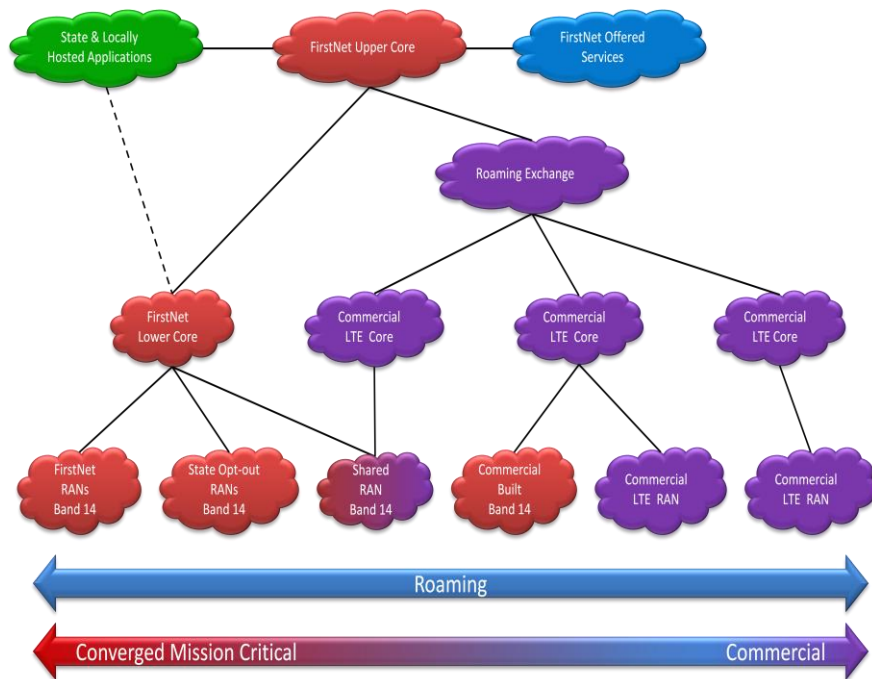 State & Locally
Hosted Applications
FirstNet Upper Core
FirstNet Offered
Services
Roaming Exchange
FirstNet
Lower Core
Commercial
LTE Core
Commercial
LTE Core
Commercial
LTE Core
FirstNet
RANs
Band 14
State Opt-out
RANs
Band 14
Shared
RAN
Band 14
Commercial
Built
Band 14
Commercial
LTE RAN
Commercial
LTE RAN
Roaming
Converged Mission Critical
Commercial